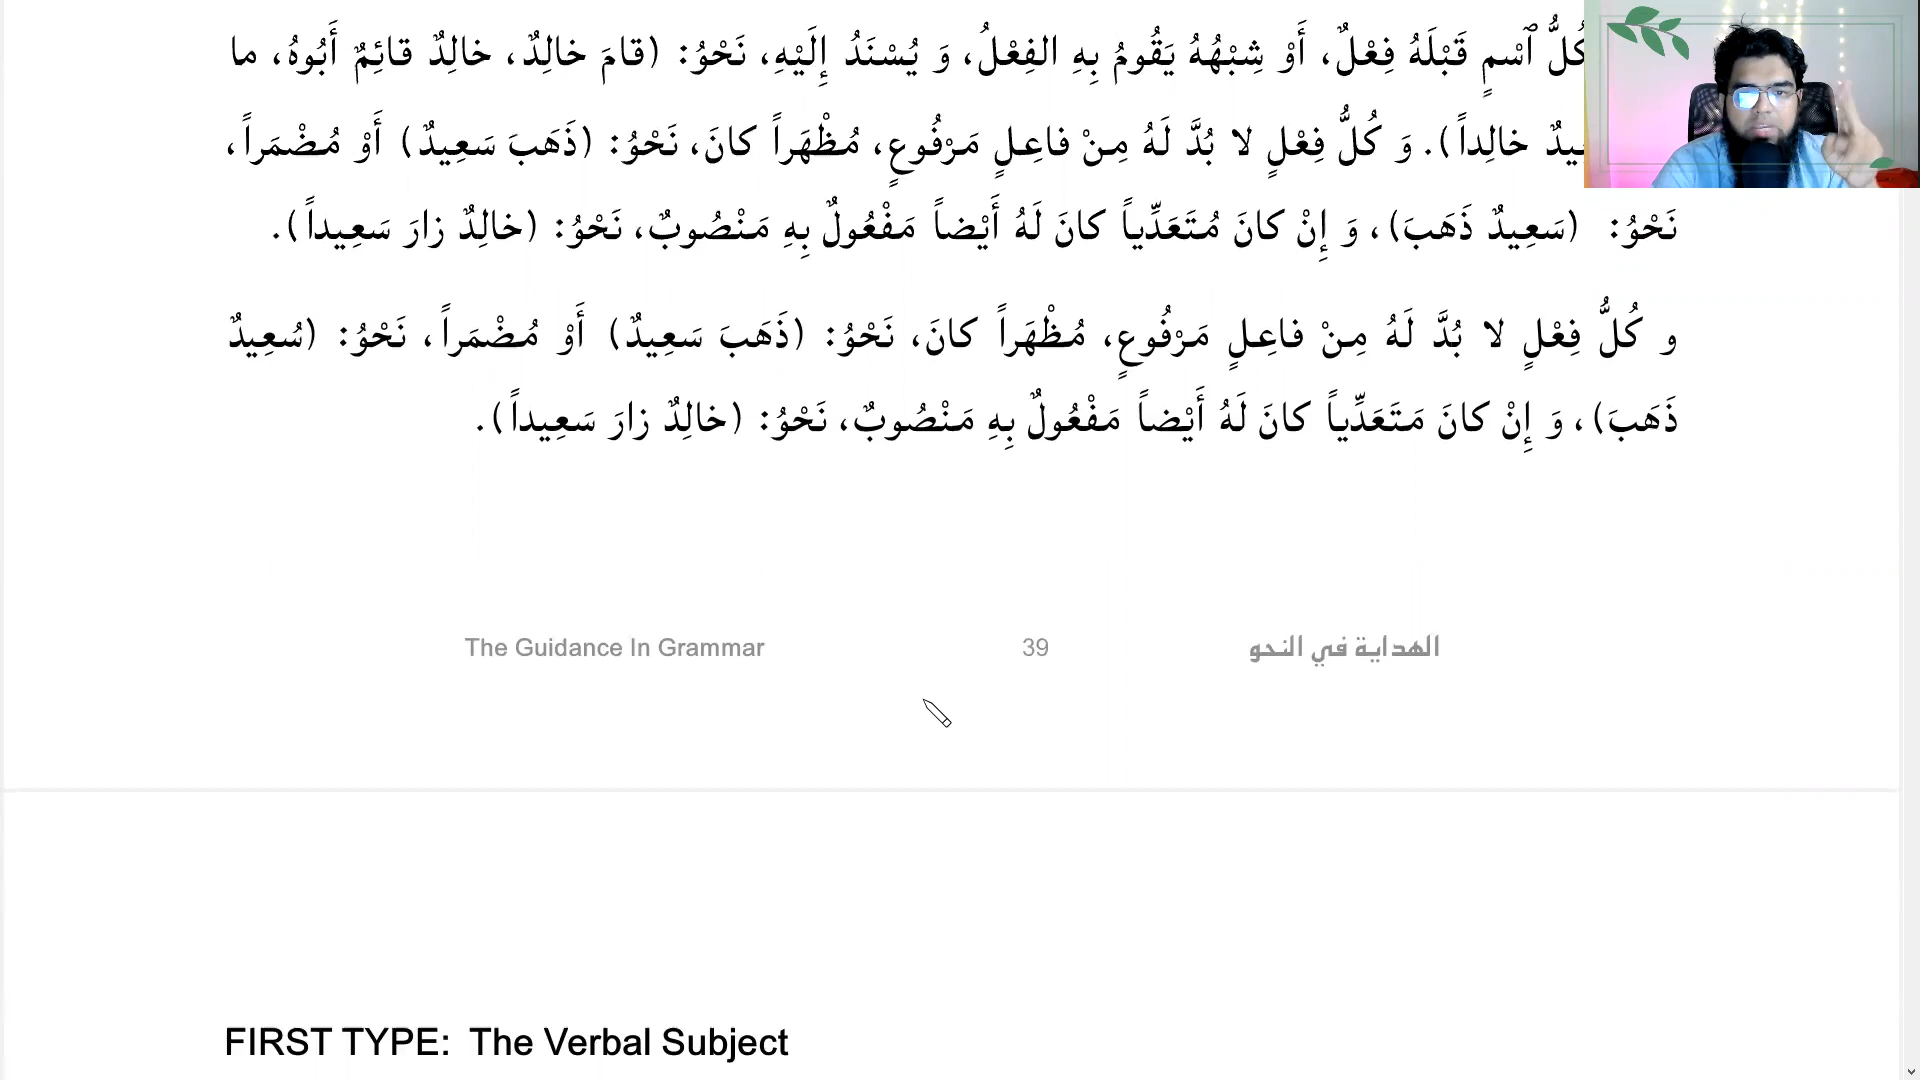 كُلُّ ٱسْمٍ قَبْلَهُ فِعْلٌ، أَوْ شِبْهُهُ يَقُومُ بِهِ الفِعْلُ، وَ يُسْنَدُ إِلَيْهِ، نَحْوُ: (قامَ خالِدٌ، خالِدٌ قائِمٌ أَبُوهُ، ما
خالِداً). وَ كُلُّ فِعْلٍ لا بُدَّ لَهُ مِنْ فاعِلٍ مَرْفُوعٍ، مُظْهَراً كانَ، نَحْوُ: (ذَهَبَ سَعِيدٌ) أَوْ مُضْمَراً،
نَحْوُ: (سَعِيدٌ ذَهَبَ)، وَ إِنْ كانَ مُتَعَدِّياً كانَ لَهُ أَيْضاً مَفْعُولٌ بِهِ مَنْصُوبٌ، نَحْوُ: (خالِدٌ زارَ سَعِيداً).
و كُلُّ فِعْلٍ لا بُدَّ لَهُ مِنْ فاعِلٍ مَرْفُوعٍ، مُظْهَراً كانَ، نَحْوُ: (ذَهَبَ سَعِيدٌ) أَوْ مُضْمَراً، نَحْوُ: (سُعِيدٌ
ذَهَبَ)، وَ إِنْ كانَ مَتَعَدِّياً كانَ لَهُ أَيْضاً مَفْعُولٌ بِهِ مَنْصُوبٌ، نَحْوُ: (خالِدٌ زارَ سَعِيداً).
The Guidance In Grammar 39 الهداية في النحو
FIRST TYPE: The Verbal Subject